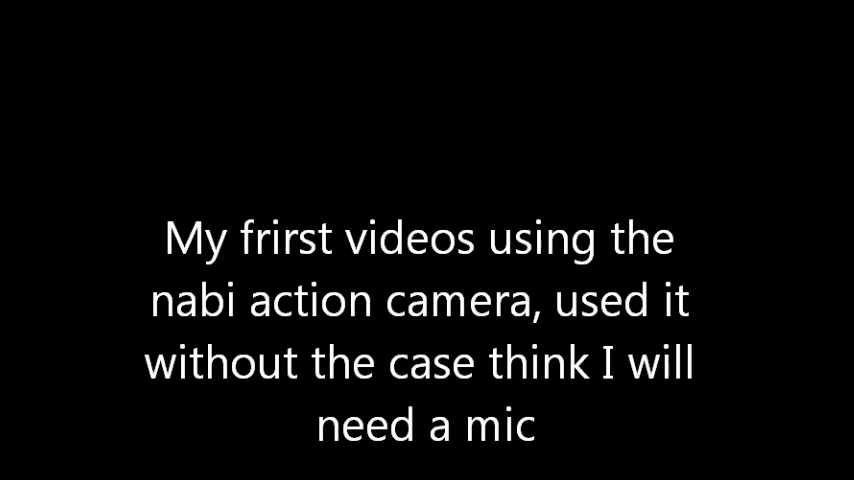 My frirst videos using the
nabi action camera, used it
without the case think I will
need a mic